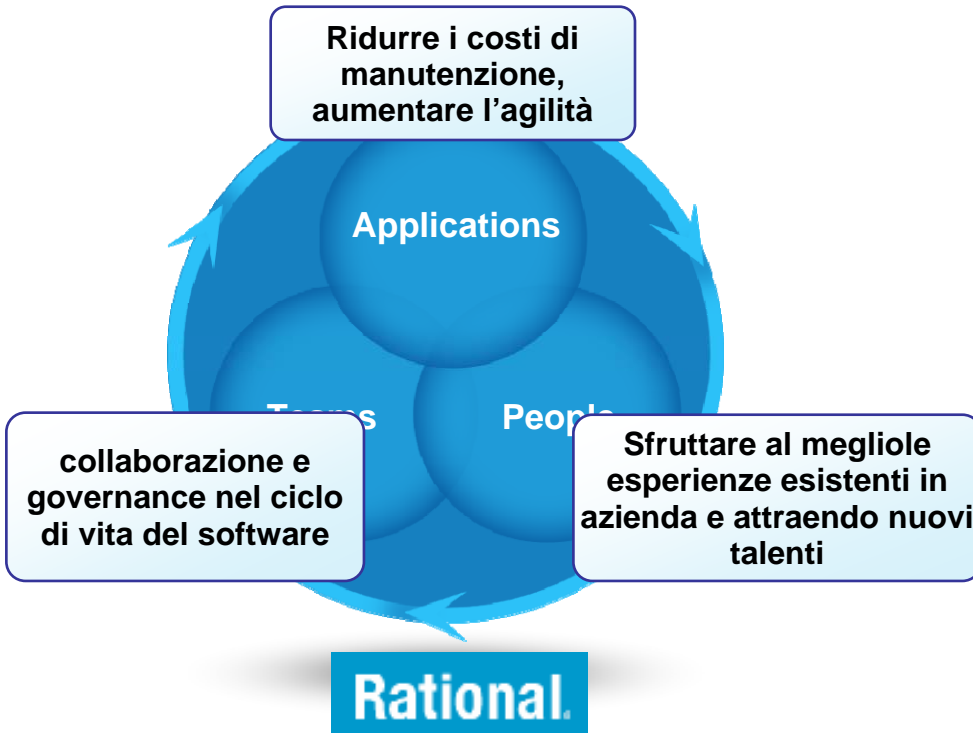 Ridurre i costi di
manutenzione,
aumentare l’agilità
Applications
Teams
People
collaborazione e
governance nel ciclo
di vita del software
Sfruttare al megliole
esperienze esistenti in
azienda e attraendo nuovi
talenti
Rational.